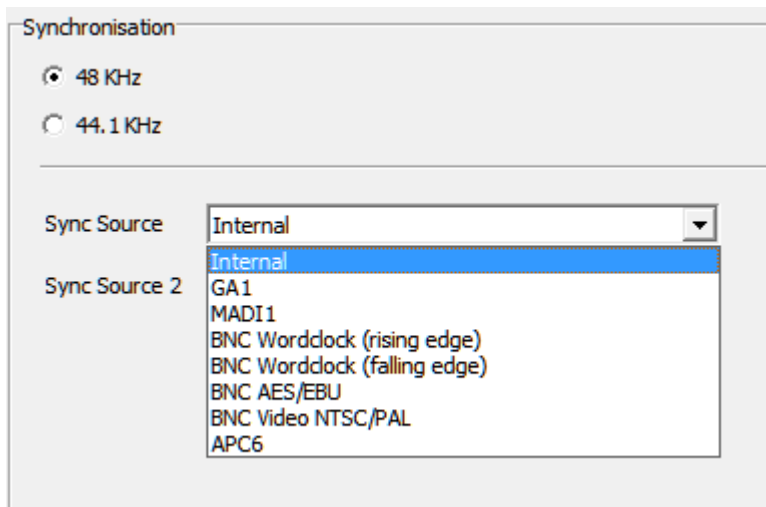 Synchronisation
48 KHz
44.1 KHz
Sync Source
Internal
Internal
Sync Source 2
GA1
MADI1
BNC Wordclock (rising edge)
BNC Wordclock (falling edge)
BNC AES/EBU
BNC Video NTSC/PAL
APC6